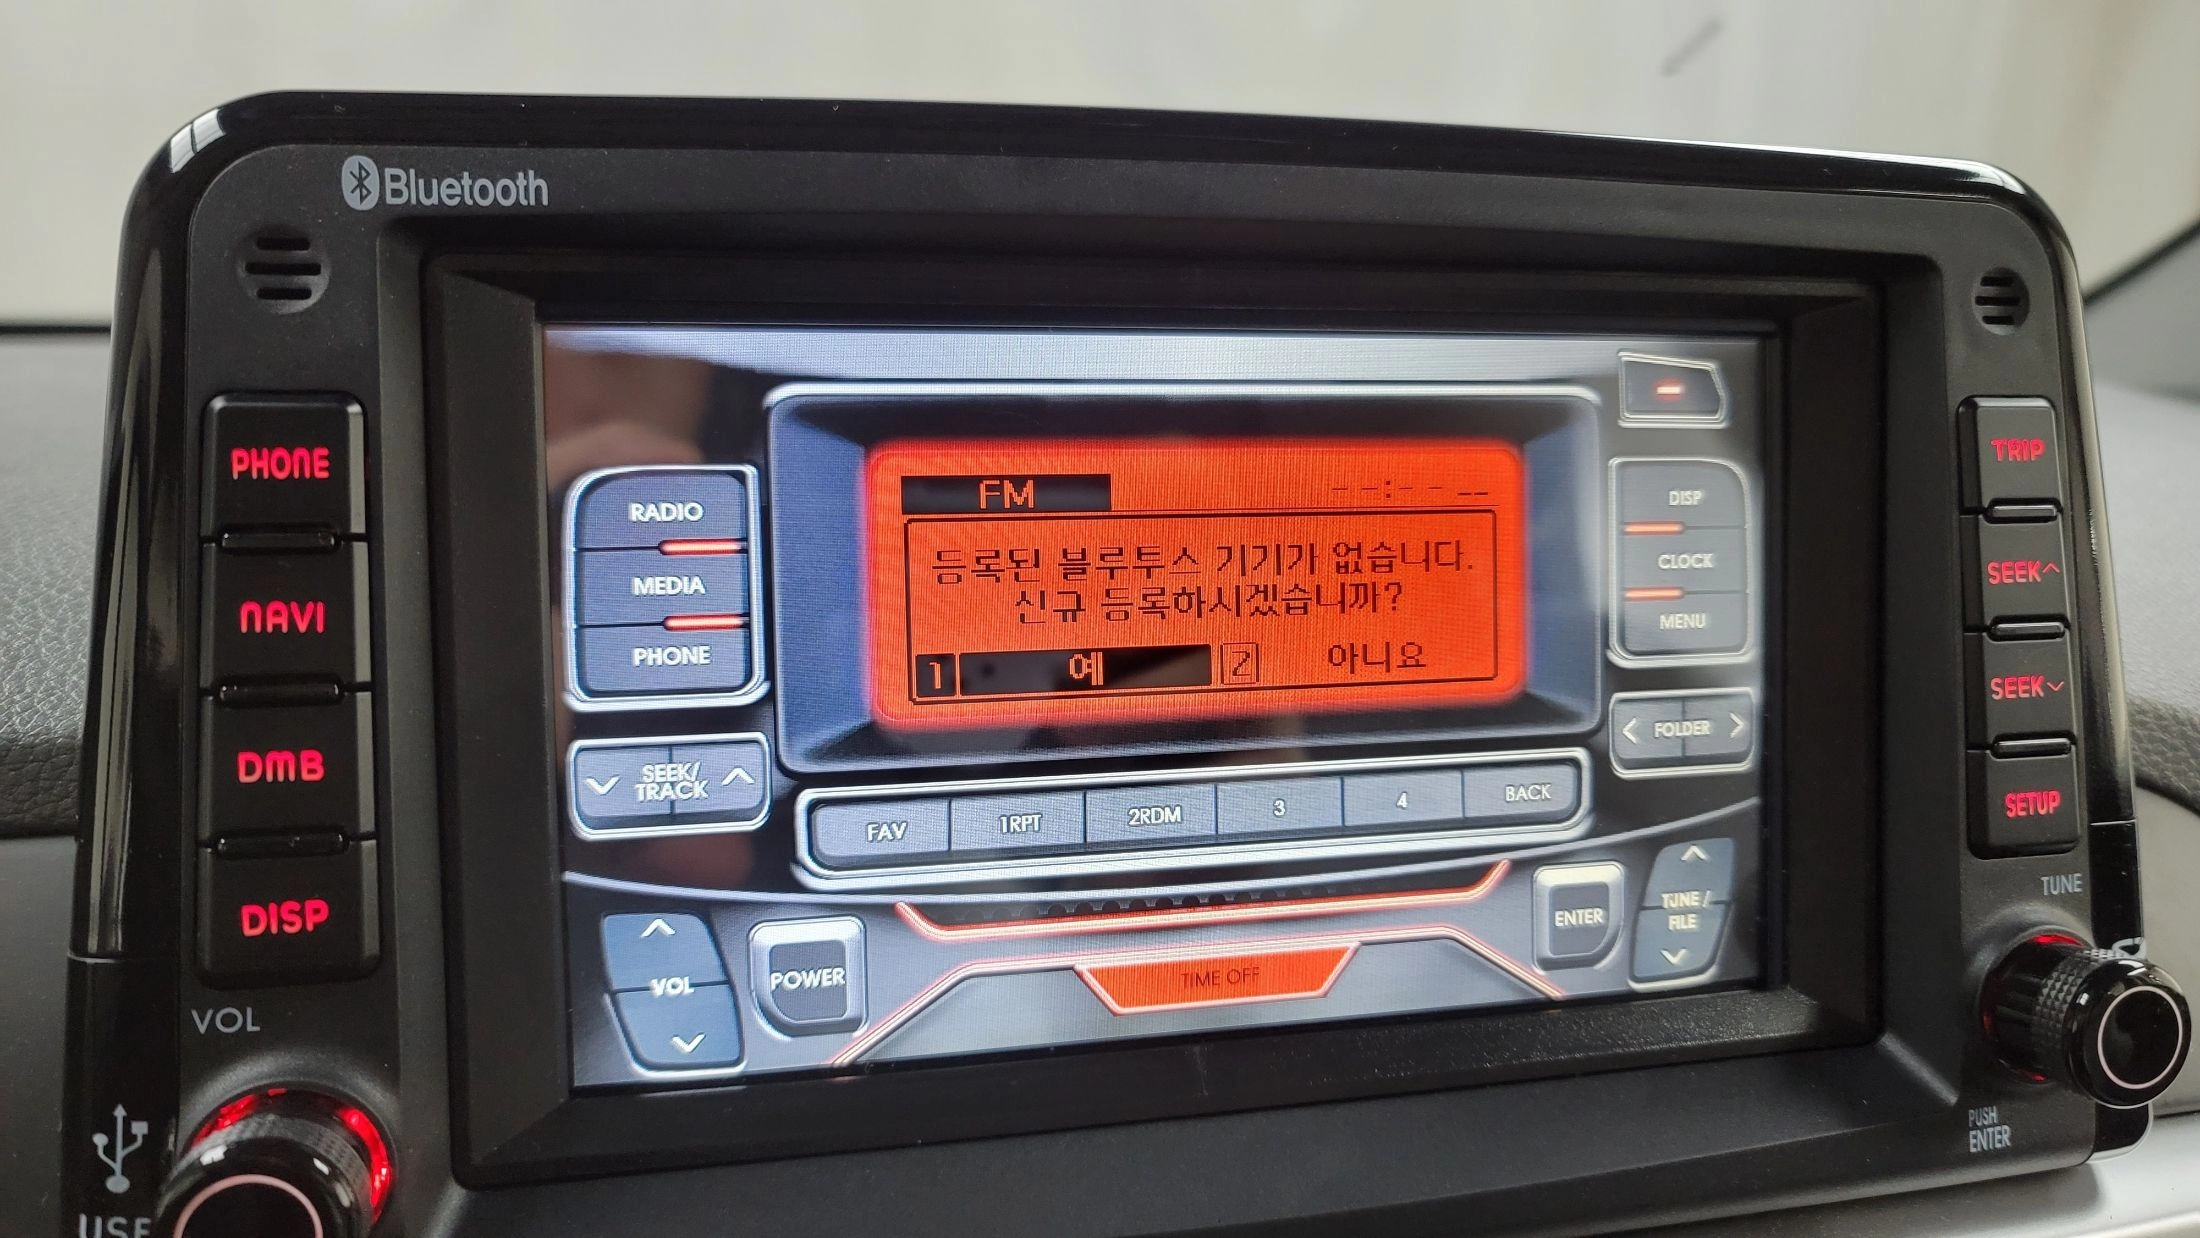 Bluetooth
PHONE
NAVI
DMB
DISP
VOL
RADIO
MEDIA
PHONE
SEEK/
TRACK
FM
--:-- --
등록된 블루투스 기기가 없습니다.
신규 등록하시겠습니까?
1 예 2 아니요
FAV 1RPT 2RDM 3 4 BACK
DISP
CLOCK
MENU
< FOLDER >
VOL
POWER
TIME OFF
ENTER
TUNE /
FILE
TRIP
SEEK^
SEEK⌄
SETUP
TUNE
PUSH
ENTER